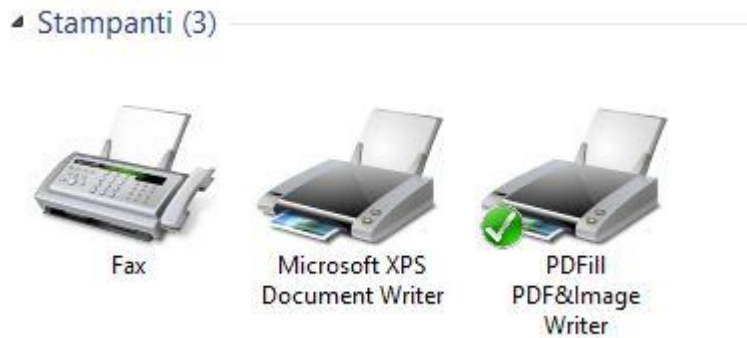 Stampanti (3)
Fax
Microsoft XPS
Document Writer
PDFill
PDF&Image
Writer